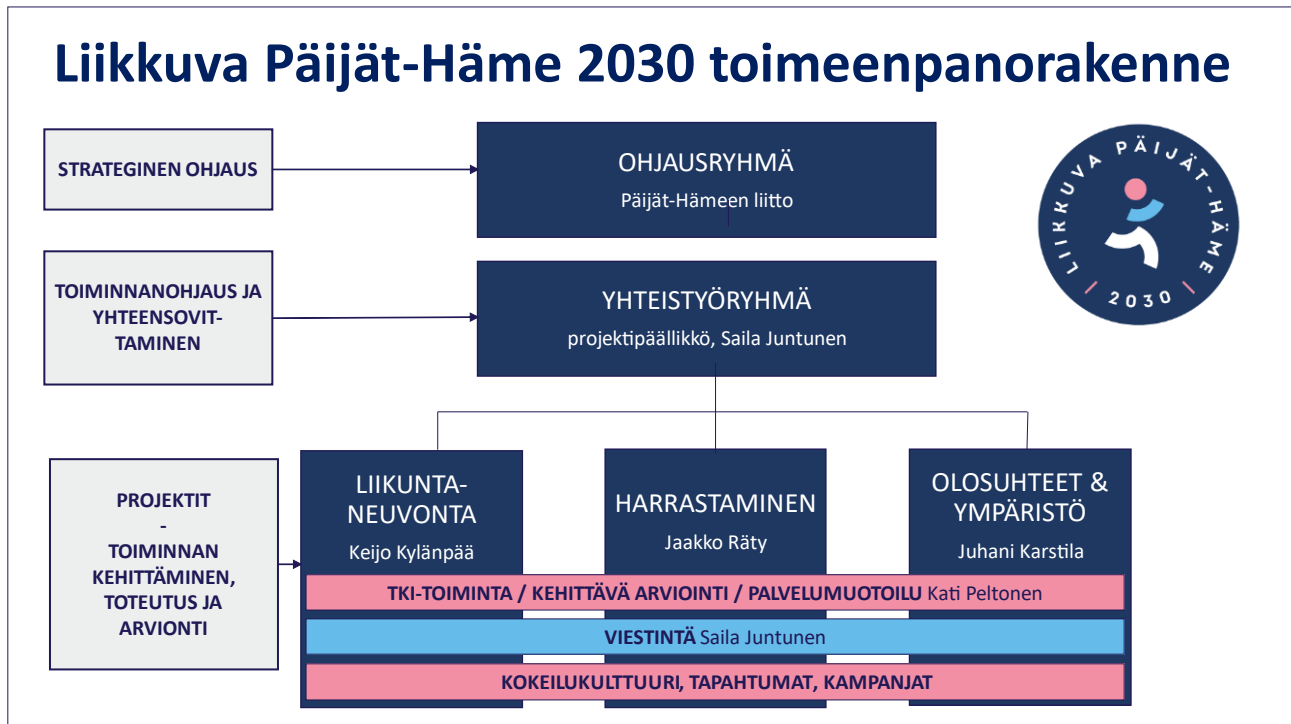 Liikkuva Päijät-Häme 2030 toimeenpanorakenne
STRATEGINEN OHJAUS
OHJAUSRYHMÄ
Päijät-Hämeen liitto
LIIKKUVA PÄIJÁT-HÄME
2030
TOIMINNANOHJAUS JA
YHTEENSOVIT-
TAMINEN
YHTEISTYÖRYHMÄ
projektipäällikkö, Saila Juntunen
PROJEKTIT
-
TOIMINNAN
KEHITTÄMINEN,
TOTEUTUS JA
ARVIONTI
LIIKUNTA-
NEUVONTA
Keijo Kylänpää
HARRASTAMINEN
Jaakko Räty
OLOSUHTEET &
YMPÄRISTÖ
Juhani Karstila
TKI-TOIMINTA / KEHITTÄVÄ ARVIOINTI / PALVELUMUOTOILU Kati Peltonen
VIESTINTÄ Saila Juntunen
KOKEILUKULTTUURI, TAPAHTUMAT, KAMPANJAT